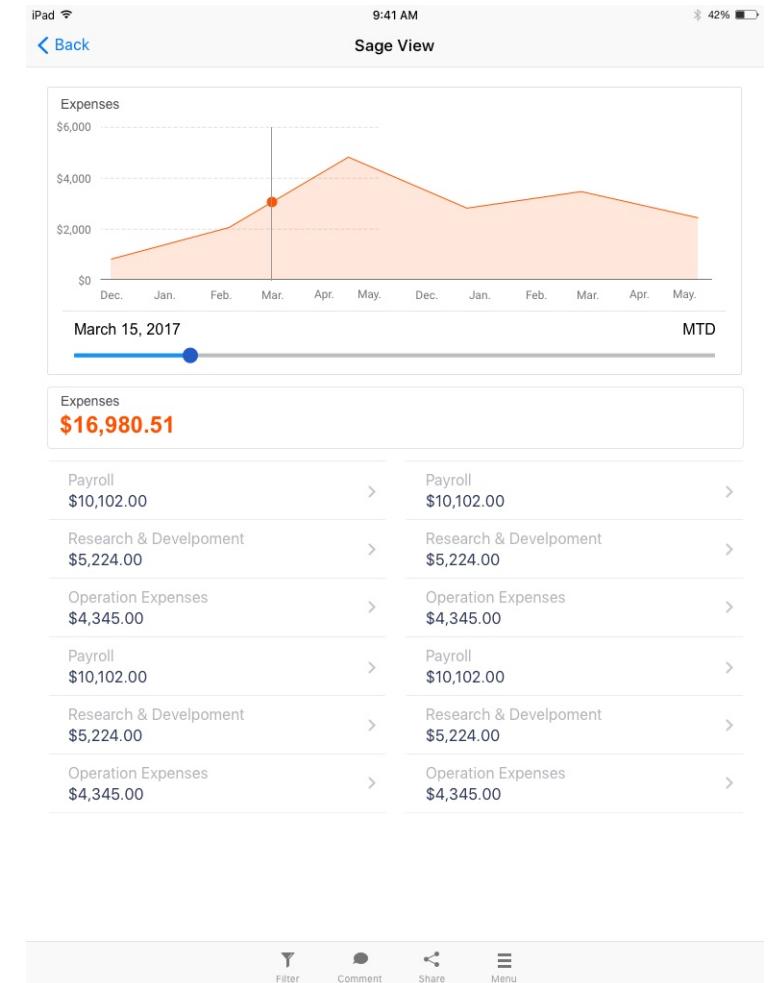 iPad 9:41 AM 42%
Back Sage View
Expenses
$6,000
$4,000
$2,000
$0
Dec. Jan. Feb. Mar. Apr. May. Dec. Jan. Feb. Mar. Apr. May.
March 15, 2017 MTD
Expenses
$16,980.51
Payroll
$10,102.00
Research & Develpoment
$5,224.00
Operation Expenses
$4,345.00
Payroll
$10,102.00
Research & Develpoment
$5,224.00
Operation Expenses
$4,345.00
Payroll
$10,102.00
Research & Develpoment
$5,224.00
Operation Expenses
$4,345.00
Payroll
$10,102.00
Research & Develpoment
$5,224.00
Operation Expenses
$4,345.00
Filter Comment Share Menu